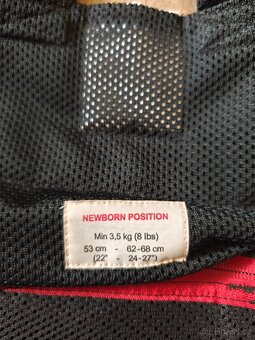 NEWBORN POSITION
Min 3,5 kg (8 lbs)
53 cm - 62-68 cm
(22" - 24-27")